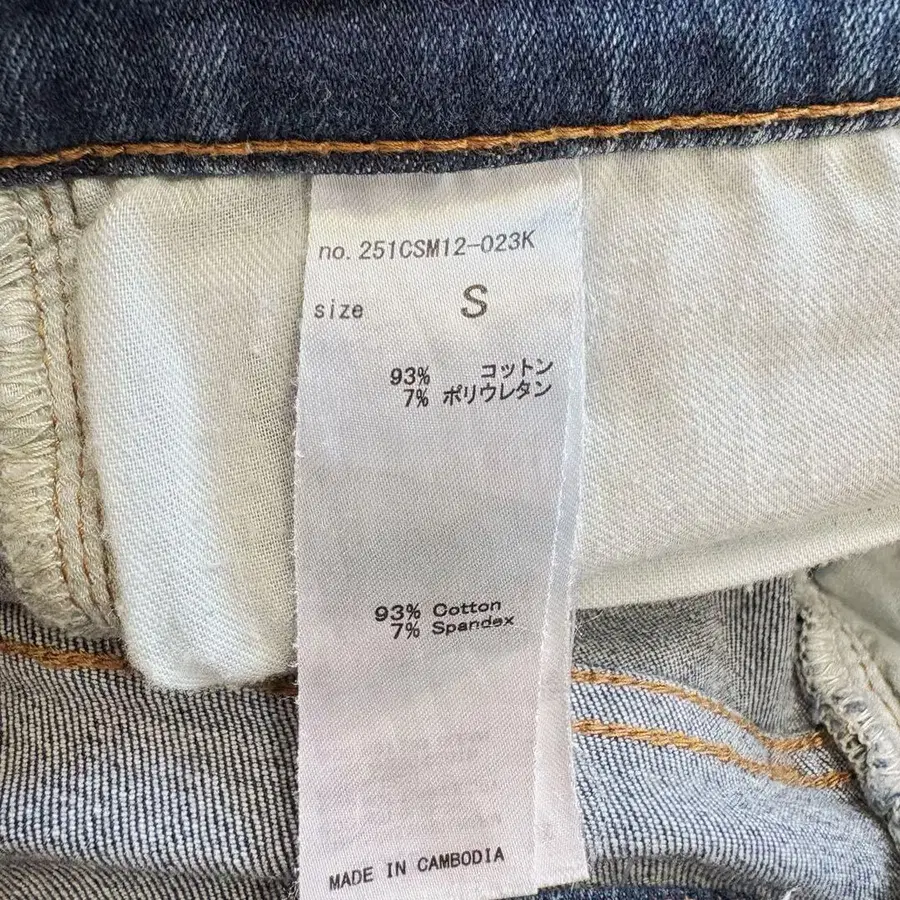 no. 251CSM12-023K
size S
93% コットン
7% ポリウレタン
93% Cotton
7% Spandex
MADE IN CAMBODIA